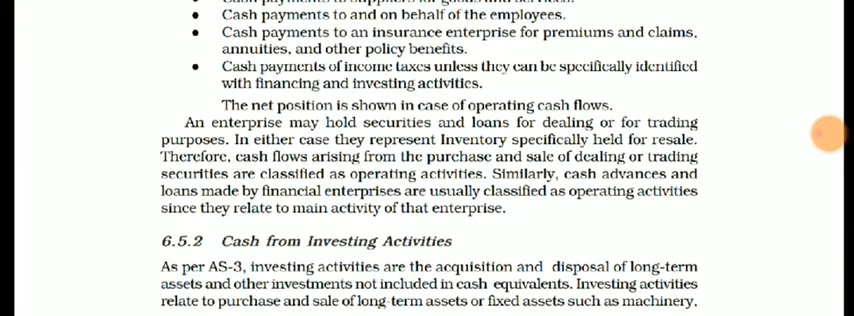 • Cash payments to and on behalf of the employees.
• Cash payments to an insurance enterprise for premiums and claims,
annuities, and other policy benefits.
• Cash payments of income taxes unless they can be specifically identified
with financing and investing activities.
The net position is shown in case of operating cash flows.
An enterprise may hold securities and loans for dealing or for trading
purposes. In either case they represent Inventory specifically held for resale.
Therefore, cash flows arising from the purchase and sale of dealing or trading
securities are classified as operating activities. Similarly, cash advances and
loans made by financial enterprises are usually classified as operating activities
since they relate to main activity of that enterprise.
6.5.2 Cash from Investing Activities
As per AS-3, investing activities are the acquisition and disposal of long-term
assets and other investments not included in cash equivalents. Investing activities
relate to purchase and sale of long-term assets or fixed assets such as machinery,